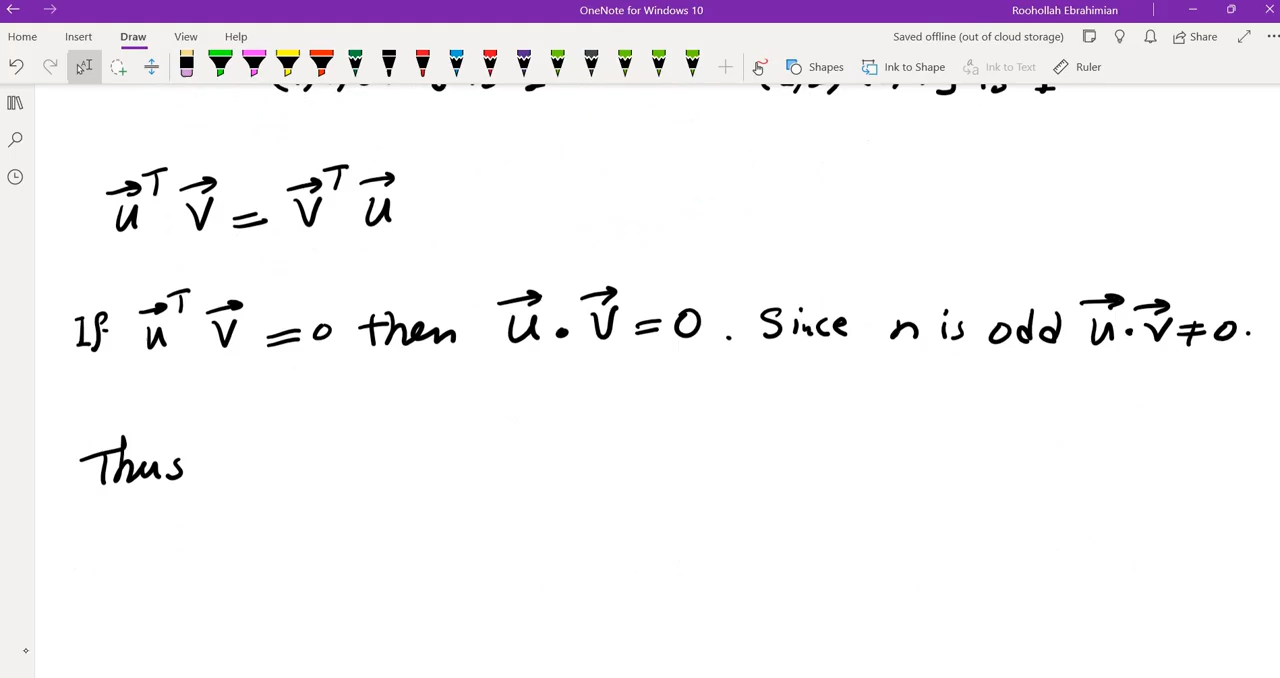 OneNote for Windows 10
Roohollah Ebrahimian
Home Insert Draw View Help
Saved offline (out of cloud storage)
Share
Shapes
Ink to Shape
Ink to Text
Ruler
u⃗ᵀ v⃗ = v⃗ᵀ u⃗
If u⃗ᵀ v⃗ = 0 then u⃗ · v⃗ = 0 . Since n is odd u⃗ · v⃗ ≠ 0 .
Thus